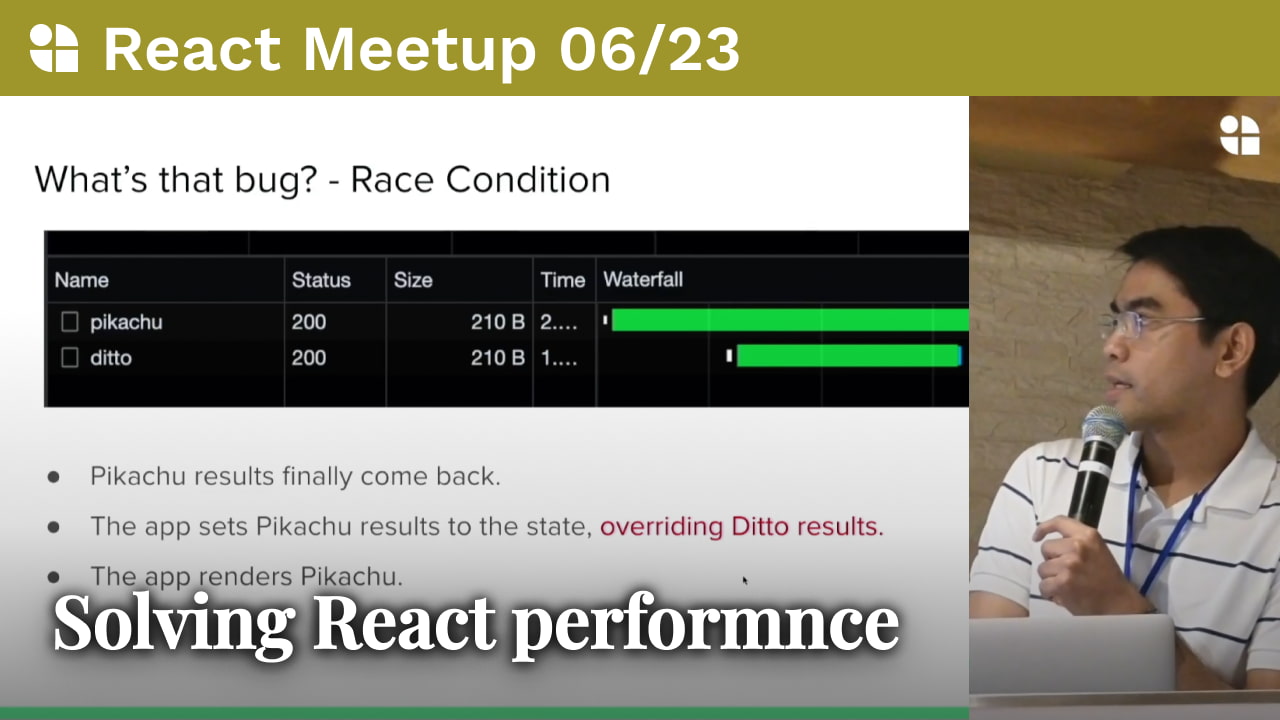 React Meetup 06/23
What's that bug? - Race Condition
Name Status Size Time Waterfall
pikachu 200 210 B 2....
ditto 200 210 B 1....
● Pikachu results finally come back.
● The app sets Pikachu results to the state, overriding Ditto results.
● The app renders Pikachu.
Solving React performnce